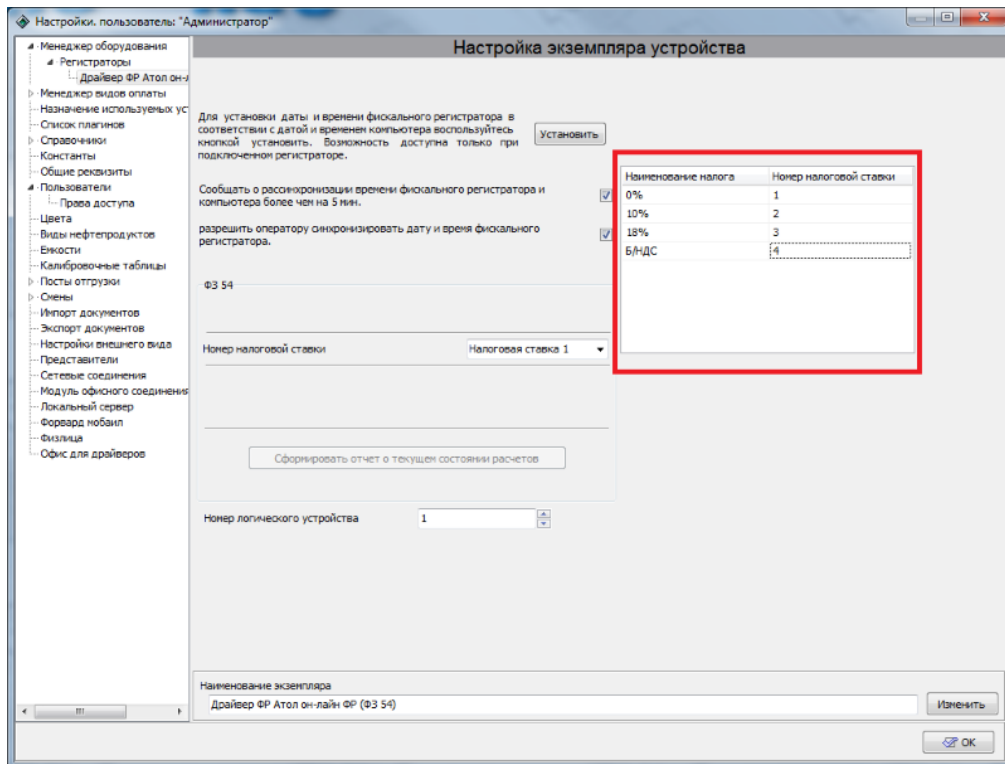 Настройки. пользователь: "Администратор"
Менеджер оборудования
Регистраторы
Драйвер ФР Атол он-л
Менеджер видов оплаты
Назначение используемых ус
Список плагинов
Справочники
Константы
Общие реквизиты
Пользователи
Права доступа
Цвета
Виды нефтепродуктов
Емкости
Калибровочные таблицы
Посты отгрузки
Смены
Импорт документов
Экспорт документов
Настройки внешнего вида
Представители
Сетевые соединения
Модуль офисного соединения
Локальный сервер
Форвард мобаил
Физлица
Офис для драйверов
Настройка экземпляра устройства
Для установки даты и времени фискального регистратора в
соответствии с датой и временем компьютера воспользуйтесь
кнопкой установить. Возможность доступна только при
подключенном регистраторе.
Установить
Сообщать о рассинхронизации времени фискального регистратора и
компьютера более чем на 5 мин.
разрешить оператору синхронизировать дату и время фискального
регистратора.
ФЗ 54
Номер налоговой ставки Налоговая ставка 1
Сформировать отчет о текущем состоянии расчетов
Номер логического устройства 1
Наименование налога Номер налоговой ставки
0% 1
10% 2
18% 3
Б/НДС 4
Наименование экземпляра
Драйвер ФР Атол он-лайн ФР (ФЗ 54) Изменить
ОК